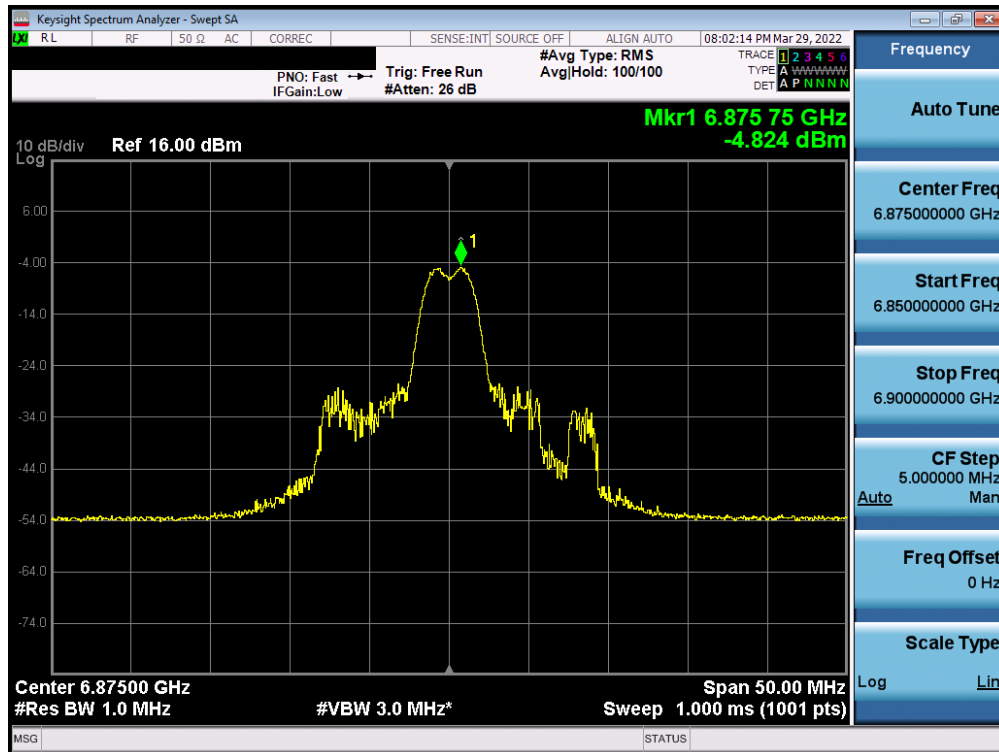 Keysight Spectrum Analyzer - Swept SA
LXI RL RF 50 Ω AC CORREC SENSE:INT SOURCE OFF ALIGN AUTO 08:02:14 PM Mar 29, 2022
Frequency
PNO: Fast Trig: Free Run #Avg Type: RMS TRACE 1 2 3 4 5 6
IFGain:Low #Atten: 26 dB Avg|Hold: 100/100 TYPE A WWWWW
DET A P N N N N
Auto Tune
Mkr1 6.875 75 GHz
-4.824 dBm
10 dB/div Ref 16.00 dBm
Log
1
6.00
-4.00
-14.0
-24.0
-34.0
-44.0
-54.0
-64.0
-74.0
Center Freq
6.875000000 GHz
Start Freq
6.850000000 GHz
Stop Freq
6.900000000 GHz
CF Step
5.000000 MHz
Auto Man
Freq Offset
0 Hz
Scale Type
Log Lin
Center 6.87500 GHz Span 50.00 MHz
#Res BW 1.0 MHz #VBW 3.0 MHz* Sweep 1.000 ms (1001 pts)
MSG STATUS